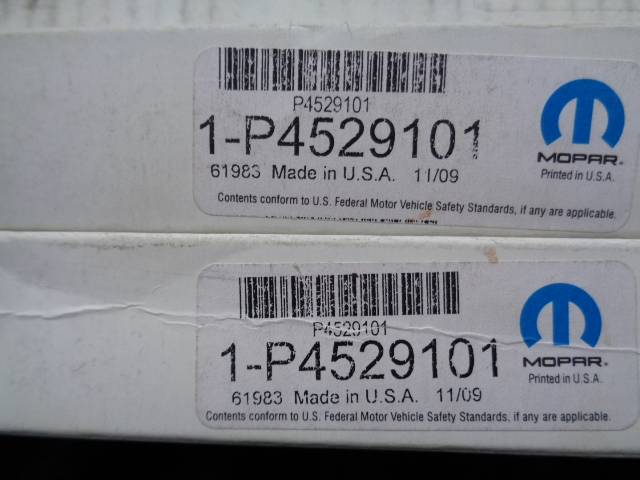 P4529101
1-P4529101
61983 Made in U.S.A. 11/09
MOPAR®
Printed in U.S.A.
Contents conform to U.S. Federal Motor Vehicle Safety Standards, if any are applicable.
P4529101
1-P4529101
61983 Made in U.S.A. 11/09
MOPAR®
Printed in U.S.A.
Contents conform to U.S. Federal Motor Vehicle Safety Standards, if any are applicable.